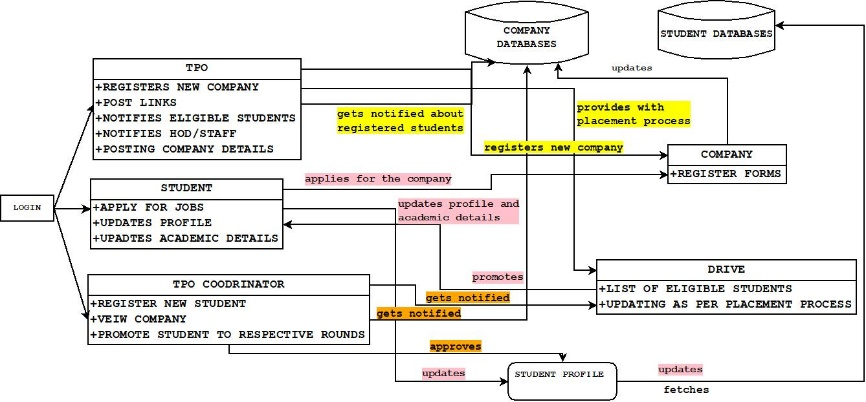 COMPANY
DATABASES
STUDENT DATABASES
TPO
+REGISTERS NEW COMPANY
+POST LINKS
+NOTIFIES ELIGIBLE STUDENTS
+NOTIFIES HOD/STAFF
+POSTING COMPANY DETAILS
updates
gets notified about
registered students
provides with
placement process
registers new company
COMPANY
+REGISTER FORMS
LOGIN
STUDENT
+APPLY FOR JOBS
+UPDATES PROFILE
+UPADTES ACADEMIC DETAILS
applies for the company
updates profile and
academic details
promotes
DRIVE
+LIST OF ELIGIBLE STUDENTS
+UPDATING AS PER PLACEMENT PROCESS
TPO COODRINATOR
+REGISTER NEW STUDENT
+VEIW COMPANY
+PROMOTE STUDENT TO RESPECTIVE ROUNDS
gets notified
gets notified
approves
updates
STUDENT PROFILE
updates
fetches